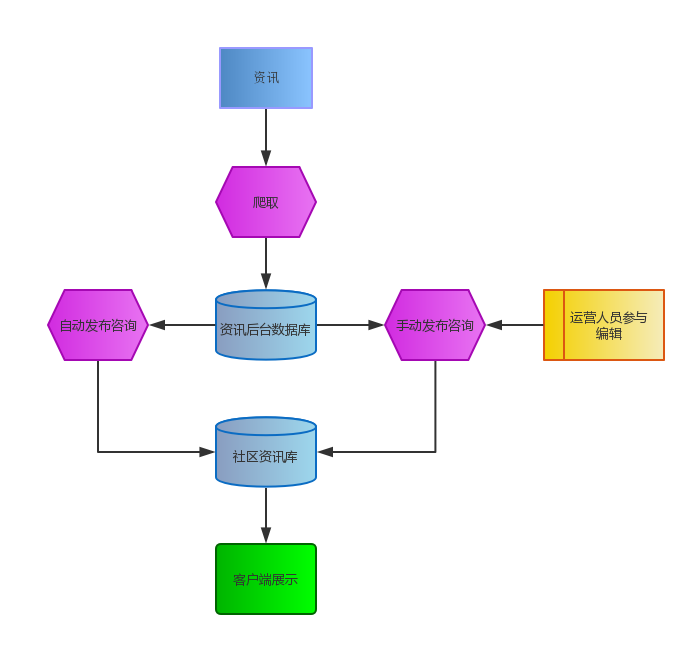 资讯
爬取
自动发布咨询
资讯后台数据库
手动发布咨询
运营人员参与
编辑
社区资讯库
客户端展示